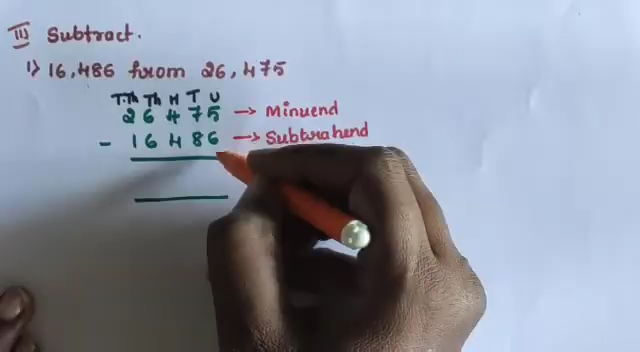 III Subtract.
1) 16,486 from 26,475
T.Th Th H T U
2 6 4 7 5 → Minuend
- 1 6 4 8 6 → Subtrahend